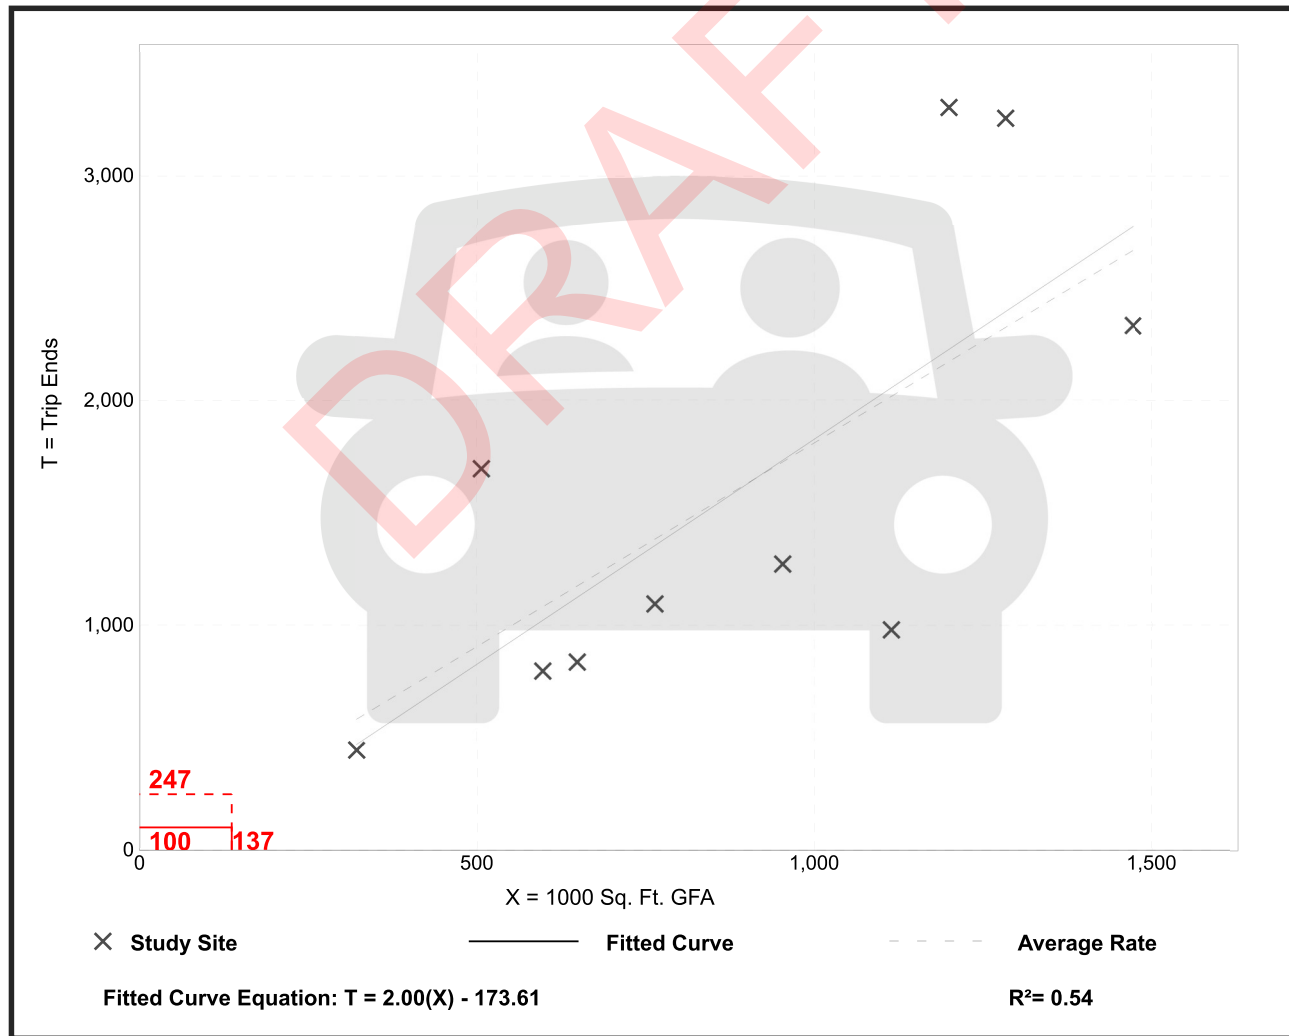 DRAFT
3,000
2,000
1,000
0
T = Trip Ends
247
100
137
0
500
1,000
1,500
X = 1000 Sq. Ft. GFA
Study Site
Fitted Curve
Average Rate
Fitted Curve Equation: T = 2.00(X) - 173.61
R²= 0.54